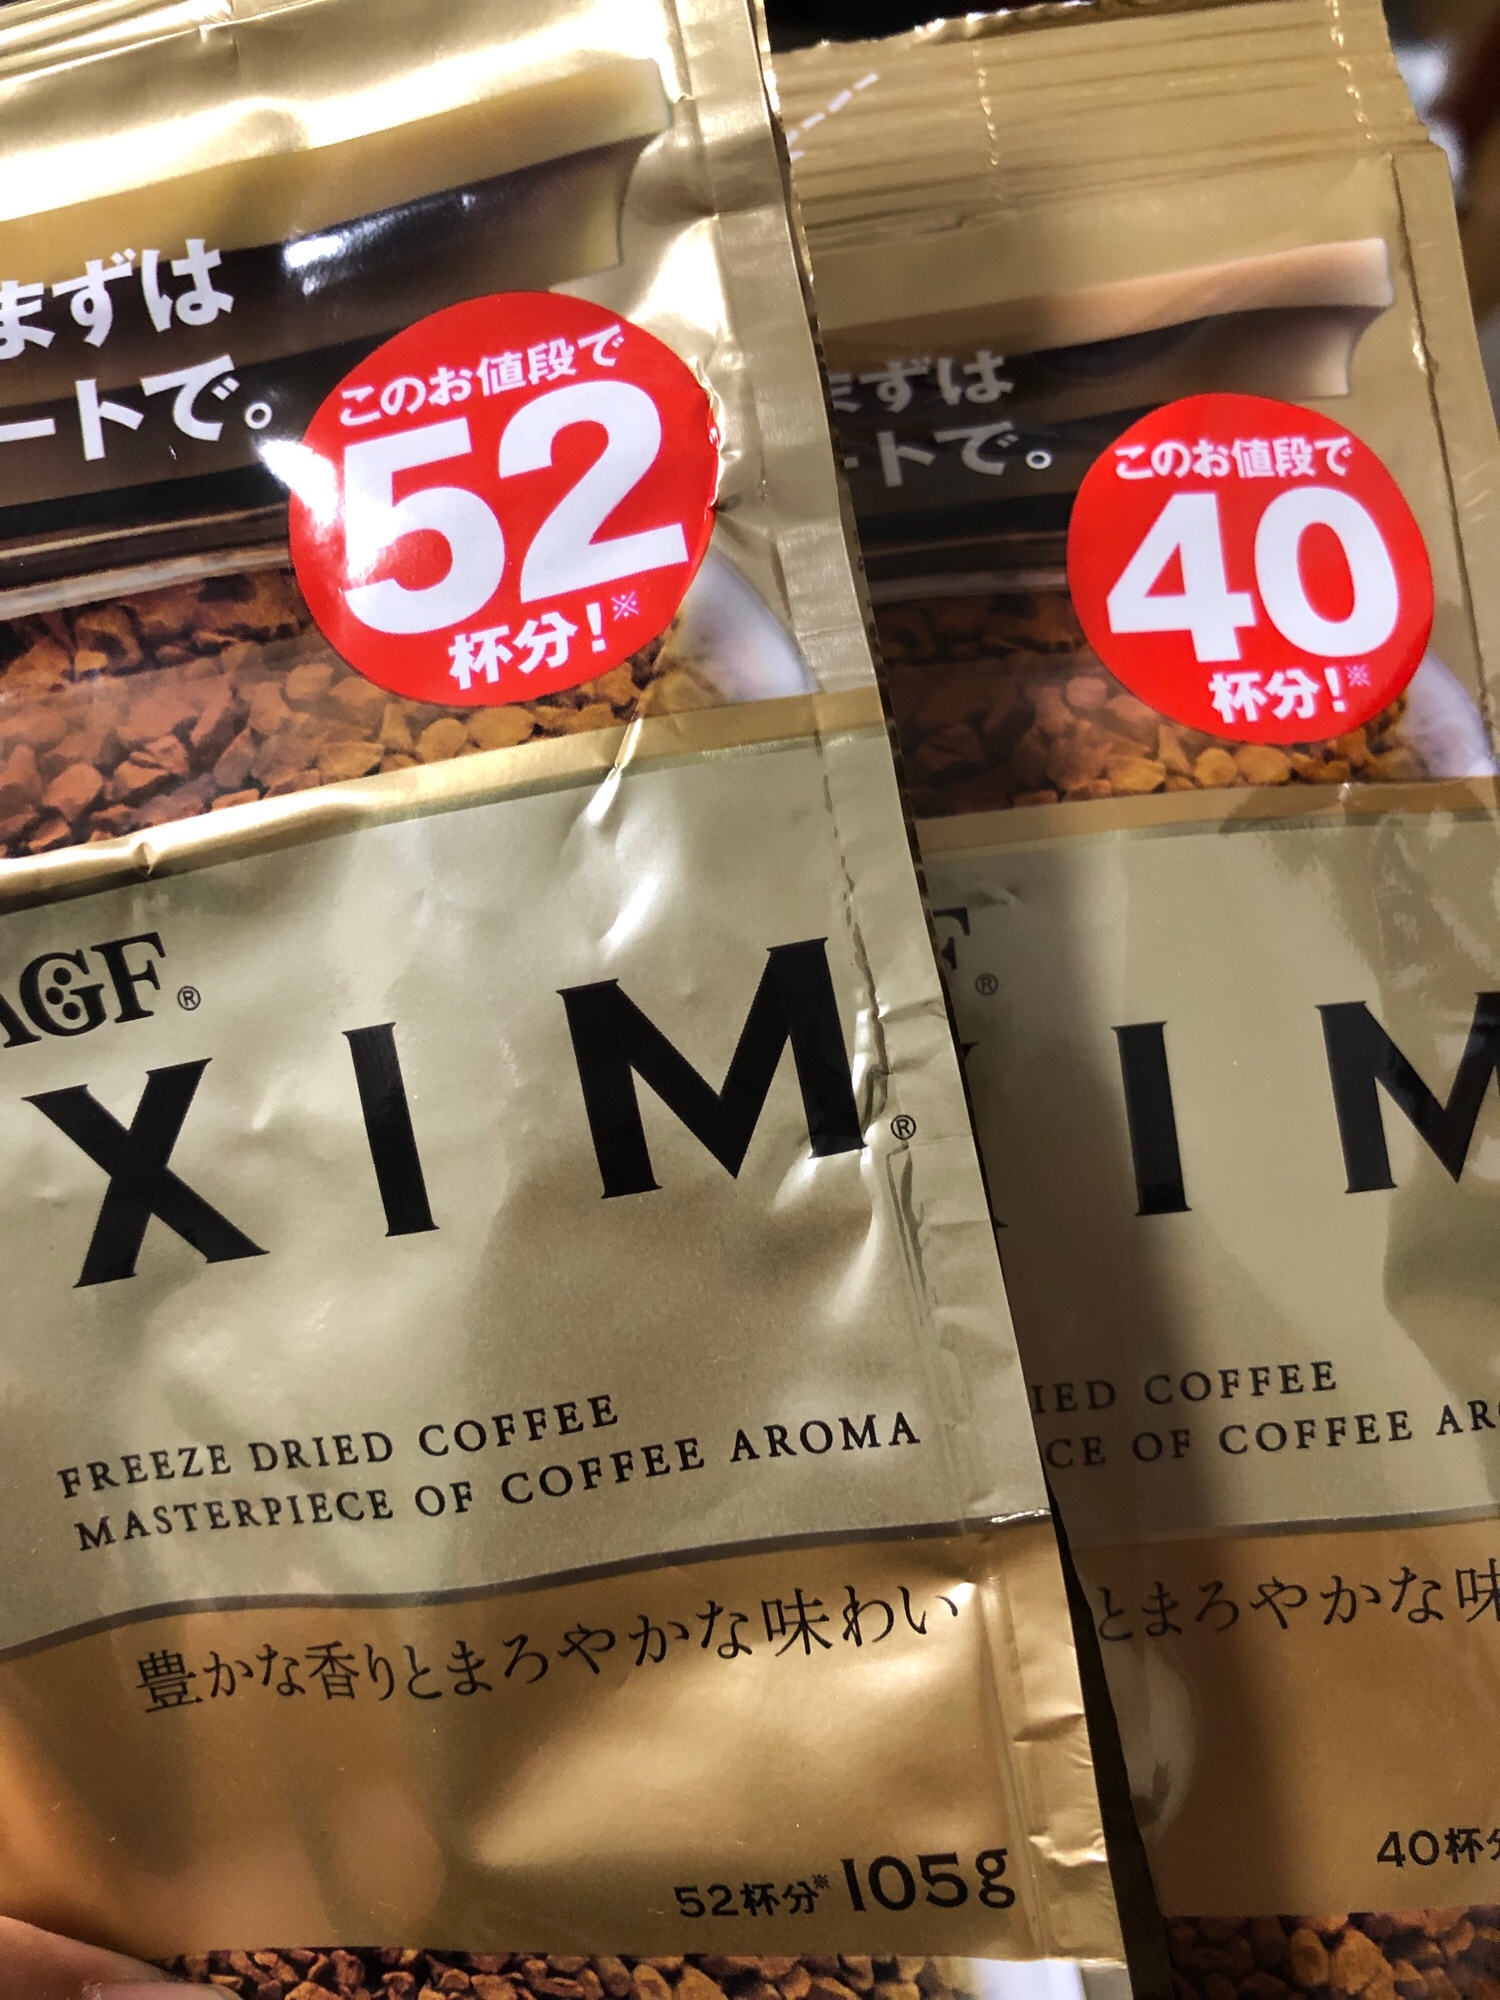 まずは
ートで。
このお値段で
52
杯分!※
AGF®
XIM®
FREEZE DRIED COFFEE
MASTERPIECE OF COFFEE AROMA
豊かな香りとまろやかな味わい
52杯分※105g
まずは
ートで。
このお値段で
40
杯分!※
F®
IM
IED COFFEE
CE OF COFFEE AR
とまろやかな味
40杯分